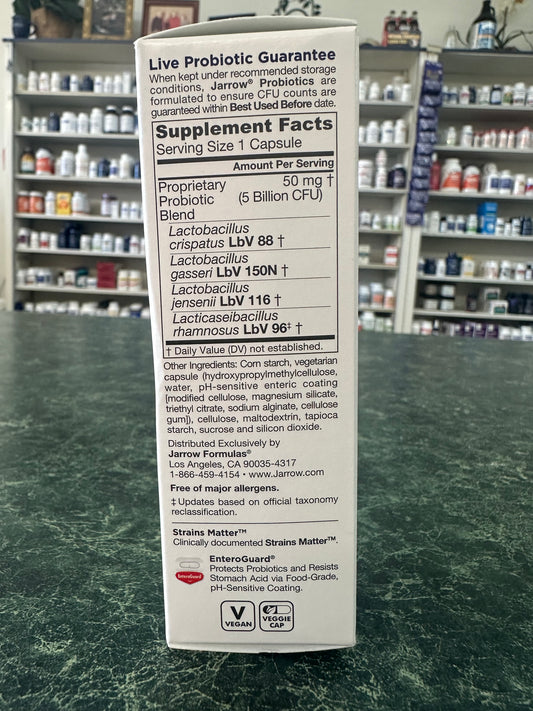 Live Probiotic Guarantee
When kept under recommended storage
conditions, Jarrow® Probiotics are
formulated to ensure CFU counts are
guaranteed within Best Used Before date.
Supplement Facts
Serving Size 1 Capsule
Amount Per Serving
Proprietary 50 mg †
Probiotic (5 Billion CFU)
Blend
Lactobacillus
crispatus LbV 88 †
Lactobacillus
gasseri LbV 150N †
Lactobacillus
jensenii LbV 116 †
Lacticaseibacillus
rhamnosus LbV 96‡ †
† Daily Value (DV) not established.
Other Ingredients: Corn starch, vegetarian
capsule (hydroxypropylmethylcellulose,
water, pH-sensitive enteric coating
[modified cellulose, magnesium silicate,
triethyl citrate, sodium alginate, cellulose
gum]), cellulose, maltodextrin, tapioca
starch, sucrose and silicon dioxide.
Distributed Exclusively by
Jarrow Formulas®
Los Angeles, CA 90035-4317
1-866-459-4154 • www.Jarrow.com
Free of major allergens.
‡Updates based on official taxonomy
reclassification.
Strains Matter™
Clinically documented Strains Matter™.
EnteroGuard®
Protects Probiotics and Resists
Stomach Acid via Food-Grade,
pH-Sensitive Coating.
EnteroGuard
V
VEGAN
VEGGIE
CAP